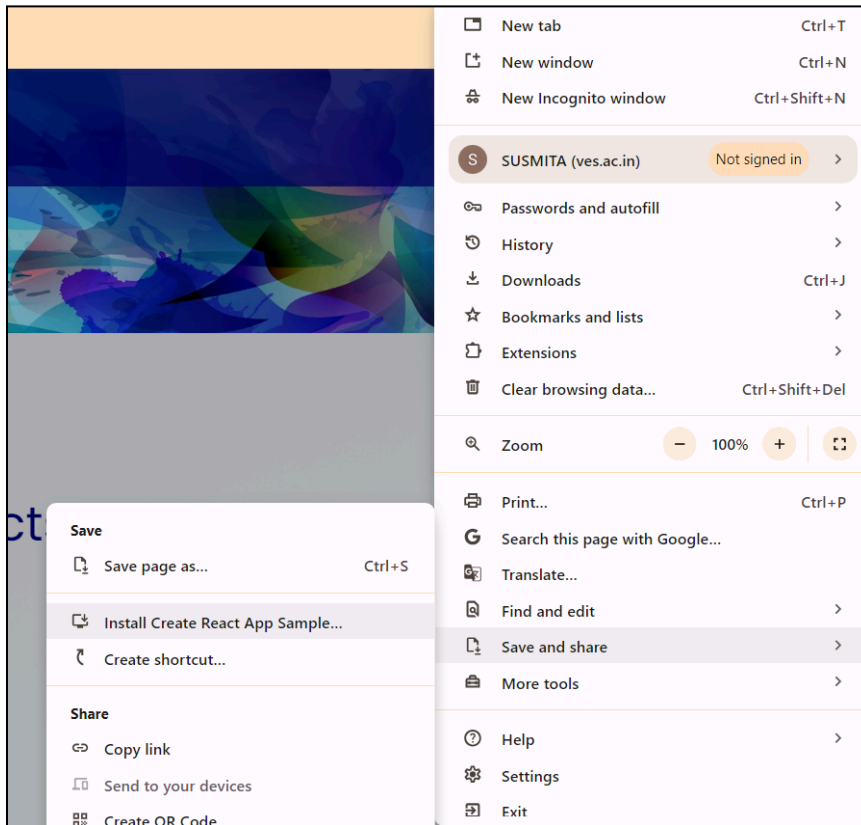 New tab Ctrl+T
New window Ctrl+N
New Incognito window Ctrl+Shift+N
S SUSMITA (ves.ac.in) Not signed in
Passwords and autofill
History
Downloads Ctrl+J
Bookmarks and lists
Extensions
Clear browsing data... Ctrl+Shift+Del
Zoom − 100% +
Print... Ctrl+P
G Search this page with Google...
Translate...
Find and edit
Save and share
More tools
Help
Settings
Exit
ct
Save
Save page as... Ctrl+S
Install Create React App Sample...
Create shortcut...
Share
Copy link
Send to your devices
Create QR Code